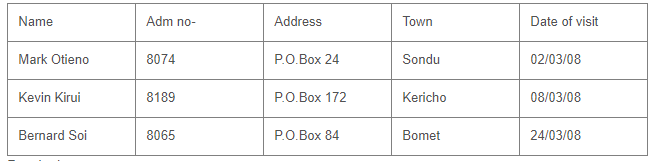 Name Adm no- Address Town Date of visit
Mark Otieno 8074 P.O.Box 24 Sondu 02/03/08
Kevin Kirui 8189 P.O.Box 172 Kericho 08/03/08
Bernard Soi 8065 P.O.Box 84 Bomet 24/03/08